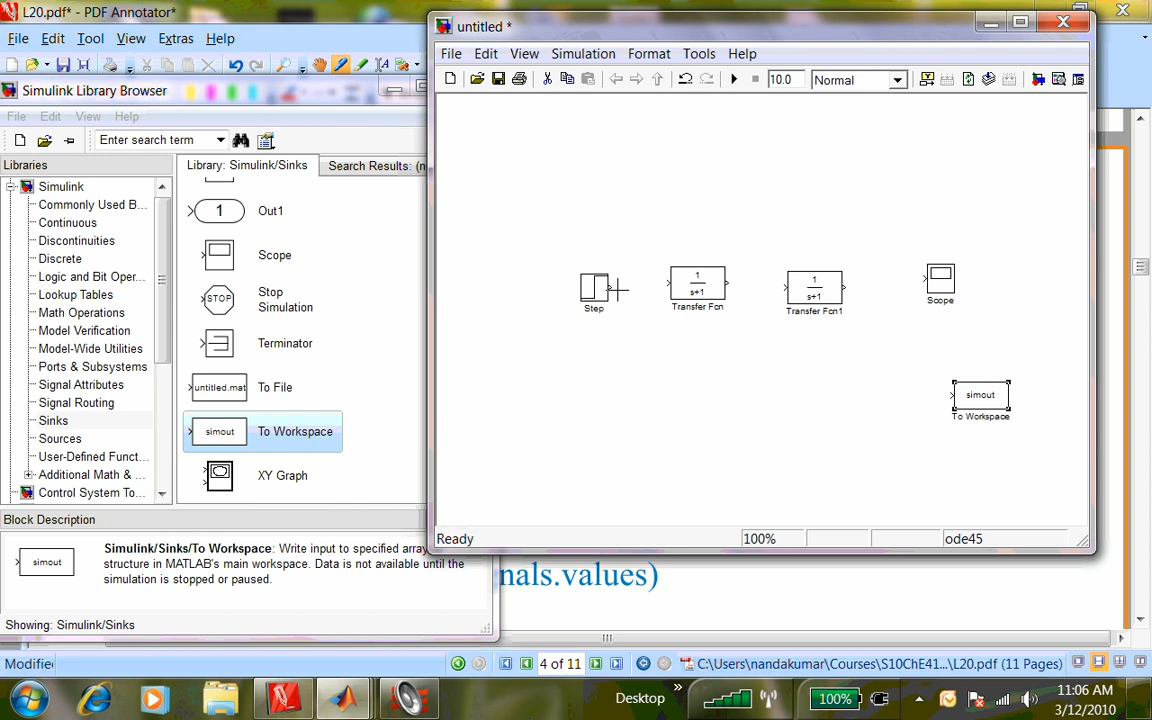 L20.pdf* - PDF Annotator*
File Edit Tool View Extras Help
Simulink Library Browser
File Edit View Help
Enter search term
Libraries
Library: Simulink/Sinks
Search Results: (n
Simulink
Commonly Used B...
Continuous
Discontinuities
Discrete
Logic and Bit Oper...
Lookup Tables
Math Operations
Model Verification
Model-Wide Utilities
Ports & Subsystems
Signal Attributes
Signal Routing
Sinks
Sources
User-Defined Funct...
Additional Math & ...
Control System To...
1 Out1
Scope
STOP Stop
Simulation
Terminator
untitled.mat To File
simout To Workspace
XY Graph
Block Description
simout
Simulink/Sinks/To Workspace: Write input to specified array
structure in MATLAB's main workspace. Data is not available until the
simulation is stopped or paused.
Showing: Simulink/Sinks
untitled *
File Edit View Simulation Format Tools Help
10.0 Normal
Step
1
s+1
Transfer Fcn
1
s+1
Transfer Fcn1
Scope
simout
To Workspace
Ready 100% ode45
nals.values)
Modifie 4 of 11 C:\Users\nandakumar\Courses\S10ChE41...\L20.pdf (11 Pages)
Desktop » 100% 11:06 AM
3/12/2010